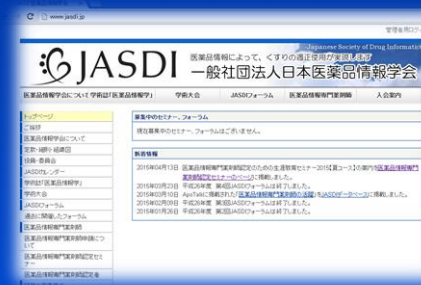 www.jasdi.jp
管理者用ログ
Japanese Society of Drug Informatics
JASDI
医薬品情報によって、くすりの適正使用が実現します
一般社団法人日本医薬品情報学会
医薬品情報学会について 学術誌「医薬品情報学」 学術大会 JASDIフォーラム 医薬品情報専門薬剤師 入会案内
トップページ
ご挨拶
医薬品情報学会について
定款・細則・組織図
役員・委員会
JASDIカレンダー
学術誌「医薬品情報学」
学術大会
JASDIフォーラム
過去に開催したフォーラム
医薬品情報専門薬剤師
医薬品情報専門薬剤師申請について
医薬品情報専門薬剤師認定セミナー
医薬品情報専門薬剤師認定者
募集中のセミナー、フォーラム
現在募集中のセミナー、フォーラムはございません。
新着情報
2015年04月13日 医薬品情報専門薬剤師認定のための生涯教育セミナー2015【夏コース】の案内を医薬品情報専門
薬剤師認定セミナーのページに掲載しました。
2015年03月23日 平成26年度 第4回JASDIフォーラムは終了しました。
2015年03月10日 ApoTalkに掲載された「医薬品情報専門薬剤師の活躍」をJASDIデータベースに掲載しました。
2015年02月09日 平成26年度 第3回JASDIフォーラムは終了しました。
2015年01月26日 平成26年度 第2回JASDIフォーラムは終了しました。